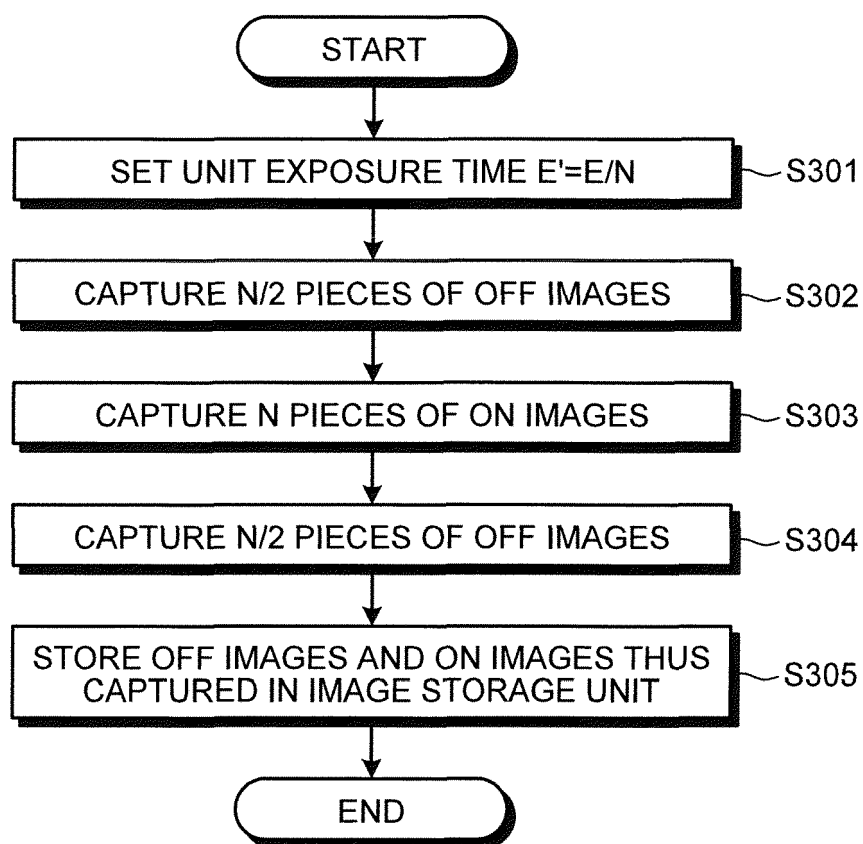 START
SET UNIT EXPOSURE TIME E'=E/N
S301
CAPTURE N/2 PIECES OF OFF IMAGES
S302
CAPTURE N PIECES OF ON IMAGES
S303
CAPTURE N/2 PIECES OF OFF IMAGES
S304
STORE OFF IMAGES AND ON IMAGES THUS
CAPTURED IN IMAGE STORAGE UNIT
S305
END